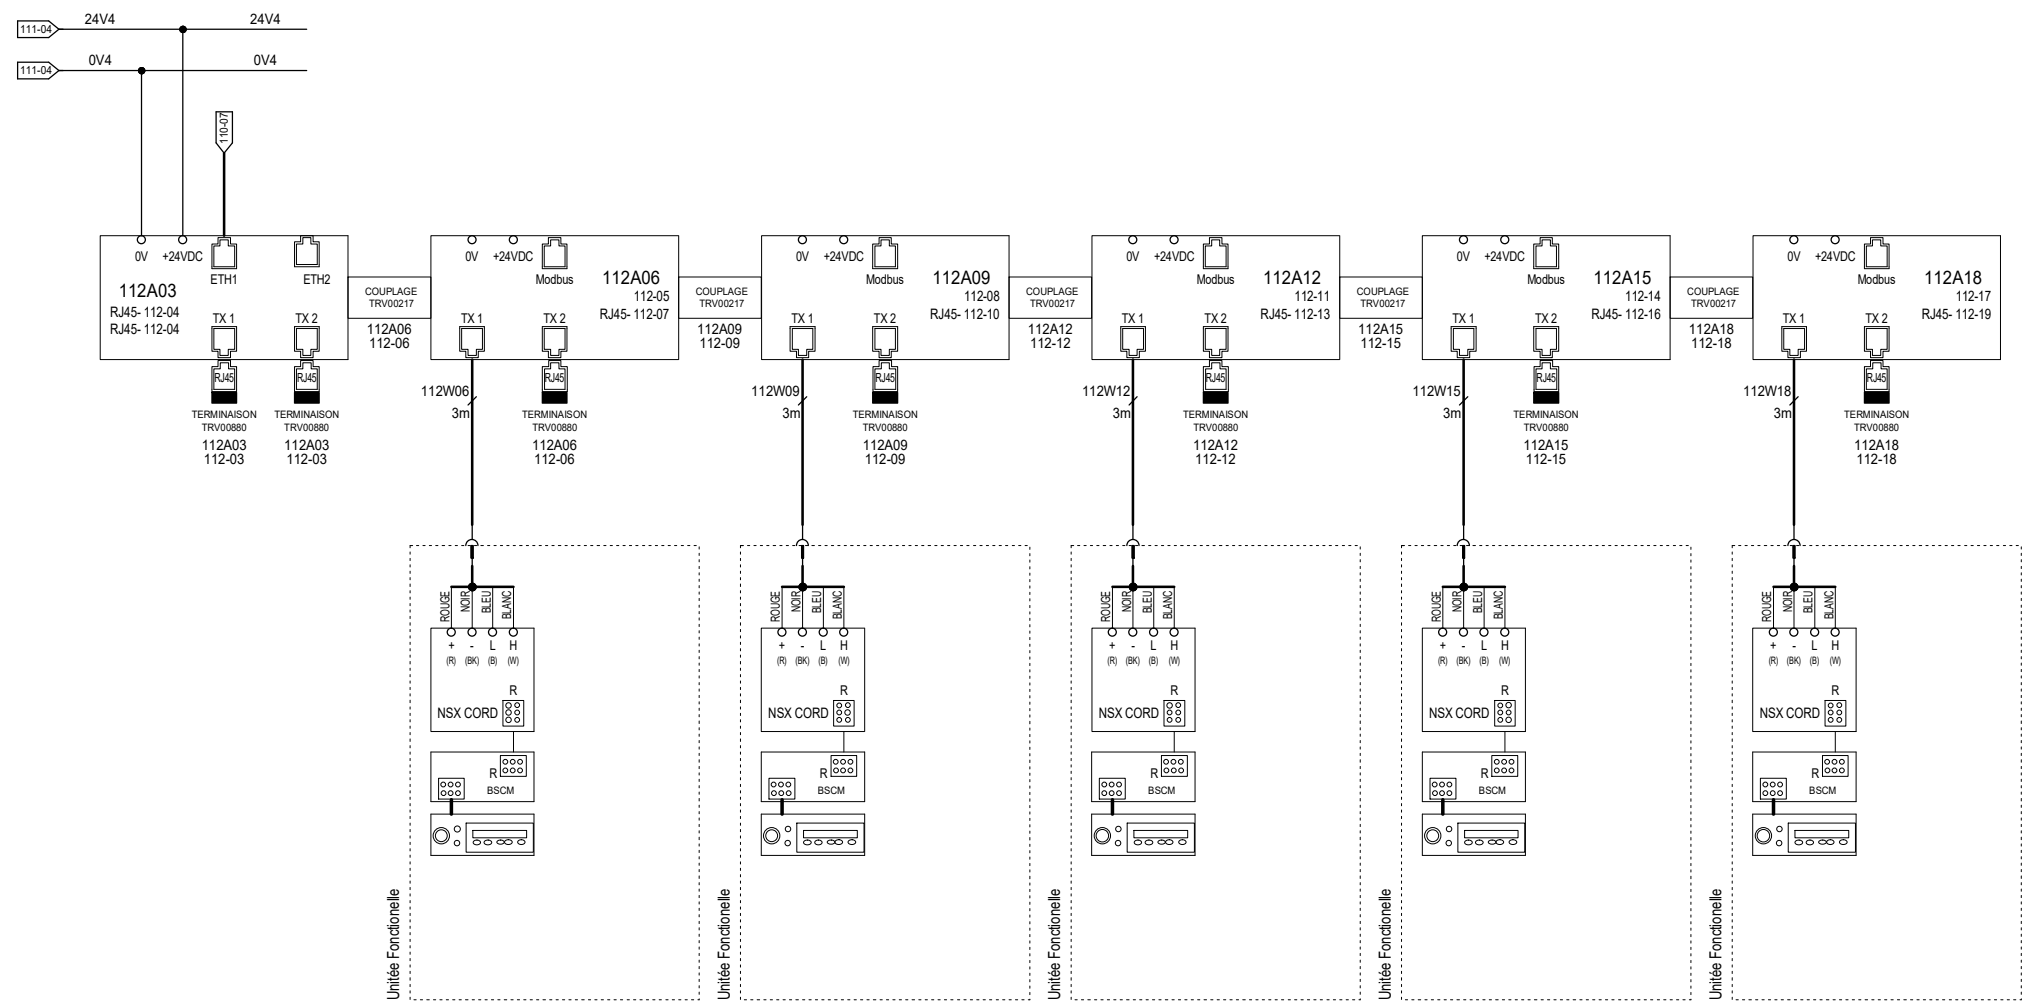 24V4 24V4
111-04
0V4 0V4
111-04
110-07
0V +24VDC ETH1 ETH2
112A03
RJ45- 112-04
RJ45- 112-04
TX 1 TX 2
RJ45 RJ45
TERMINAISON TERMINAISON
TRV00880 TRV00880
112A03 112A03
112-03 112-03
COUPLAGE
TRV00217
112A06
112-06
0V +24VDC Modbus
112A06
112-05
RJ45- 112-07
TX 1 TX 2
RJ45
TERMINAISON
TRV00880
112A06
112-06
112W06
3m
COUPLAGE
TRV00217
112A09
112-09
0V +24VDC Modbus
112A09
112-08
RJ45- 112-10
TX 1 TX 2
RJ45
TERMINAISON
TRV00880
112A09
112-09
112W09
3m
COUPLAGE
TRV00217
112A12
112-12
0V +24VDC Modbus
112A12
112-11
RJ45- 112-13
TX 1 TX 2
RJ45
TERMINAISON
TRV00880
112A12
112-12
112W12
3m
COUPLAGE
TRV00217
112A15
112-15
0V +24VDC Modbus
112A15
112-14
RJ45- 112-16
TX 1 TX 2
RJ45
TERMINAISON
TRV00880
112A15
112-15
112W15
3m
COUPLAGE
TRV00217
112A18
112-18
0V +24VDC Modbus
112A18
112-17
RJ45- 112-19
TX 1 TX 2
RJ45
TERMINAISON
TRV00880
112A18
112-18
112W18
3m
ROUGE NOIR BLEU BLANC
+ - L H
(R) (BK) (B) (W)
R
NSX CORD
R
BSCM
Unitée Fonctionelle
ROUGE NOIR BLEU BLANC
+ - L H
(R) (BK) (B) (W)
R
NSX CORD
R
BSCM
Unitée Fonctionelle
ROUGE NOIR BLEU BLANC
+ - L H
(R) (BK) (B) (W)
R
NSX CORD
R
BSCM
Unitée Fonctionelle
ROUGE NOIR BLEU BLANC
+ - L H
(R) (BK) (B) (W)
R
NSX CORD
R
BSCM
Unitée Fonctionelle
ROUGE NOIR BLEU BLANC
+ - L H
(R) (BK) (B) (W)
R
NSX CORD
R
BSCM
Unitée Fonctionelle